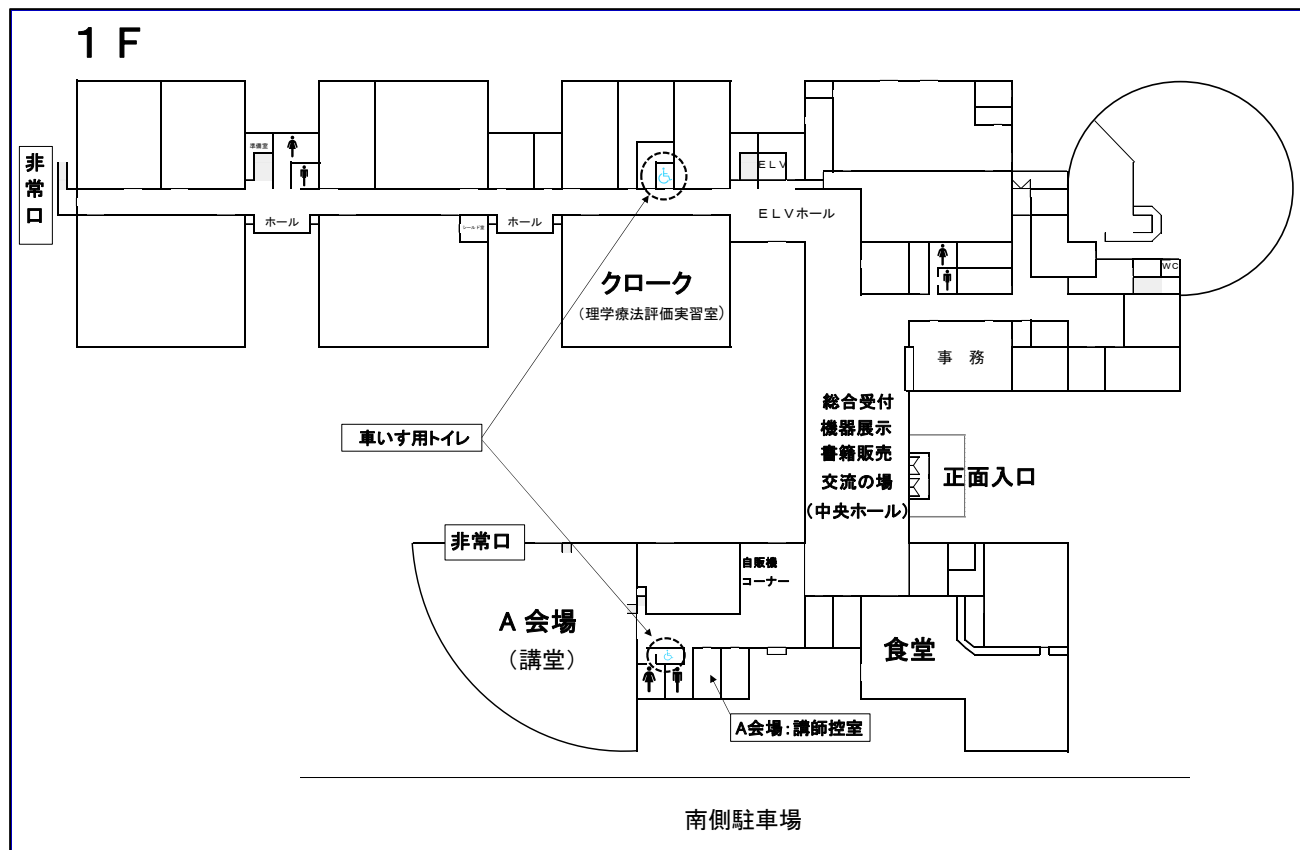 １Ｆ
非常口
準備室
ＥＬＶ
ホール
シールド室
ホール
ＥＬＶホール
クローク
（理学療法評価実習室）
WC
事　務
車いす用トイレ
総合受付
機器展示
書籍販売
交流の場
（中央ホール）
正面入口
非常口
自販機
コーナー
A 会場
（講堂）
食堂
A会場：講師控室
南側駐車場